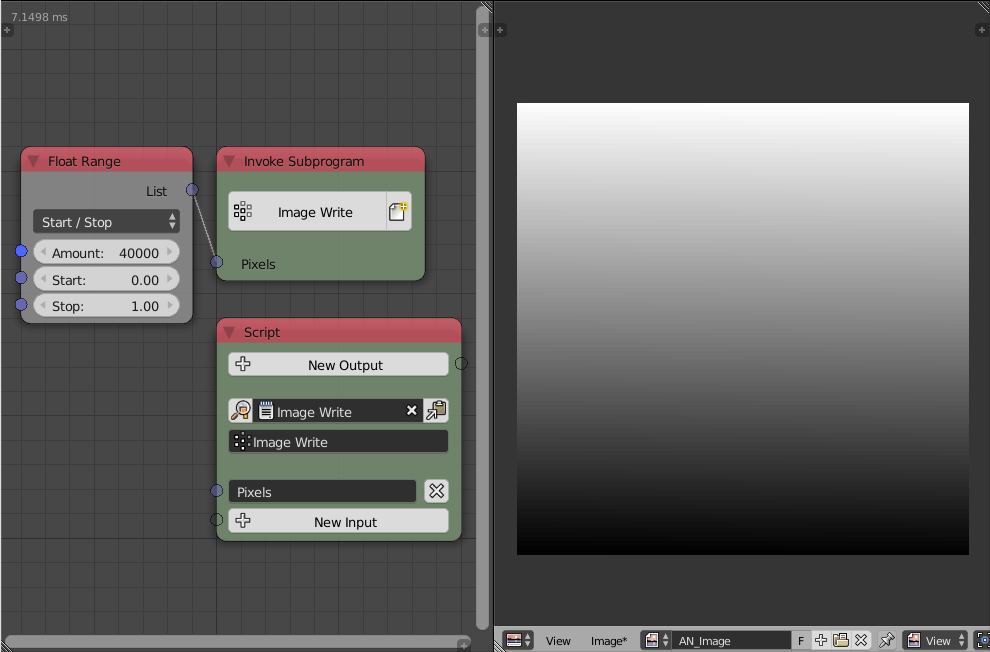 7.1498 ms
Float Range
List
Start / Stop
Amount: 40000
Start: 0.00
Stop: 1.00
Invoke Subprogram
Image Write
Pixels
Script
New Output
Image Write
Image Write
Pixels
New Input
View Image* AN_Image F View